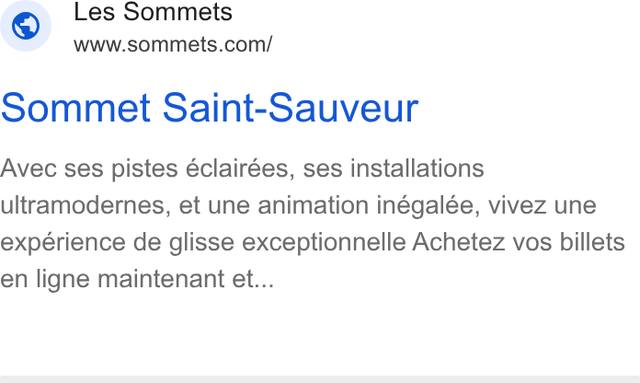 Les Sommets
www.sommets.com/
Sommet Saint-Sauveur
Avec ses pistes éclairées, ses installations
ultramodernes, et une animation inégalée, vivez une
expérience de glisse exceptionnelle Achetez vos billets
en ligne maintenant et...